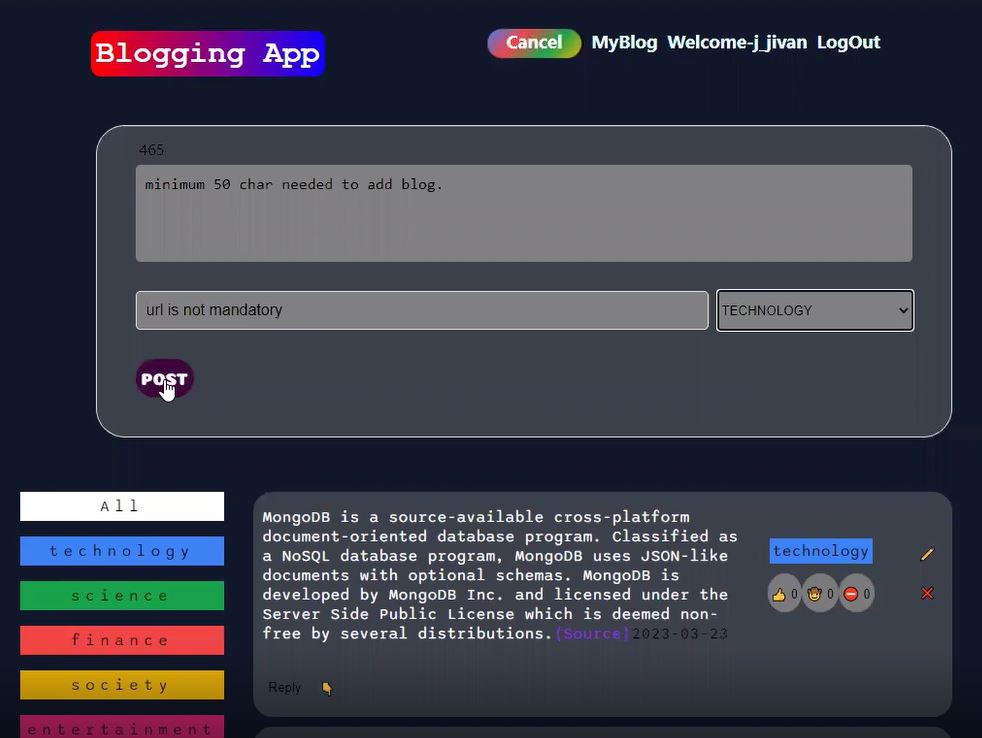 Blogging App
Cancel MyBlog Welcome-j_jivan LogOut
465
minimum 50 char needed to add blog.
url is not mandatory
TECHNOLOGY
POST
All
technology
science
finance
society
entertainment
MongoDB is a source-available cross-platform
document-oriented database program. Classified as
a NoSQL database program, MongoDB uses JSON-like
documents with optional schemas. MongoDB is
developed by MongoDB Inc. and licensed under the
Server Side Public License which is deemed non-
free by several distributions.(Source)2023-03-23
technology
0 0 0
Reply